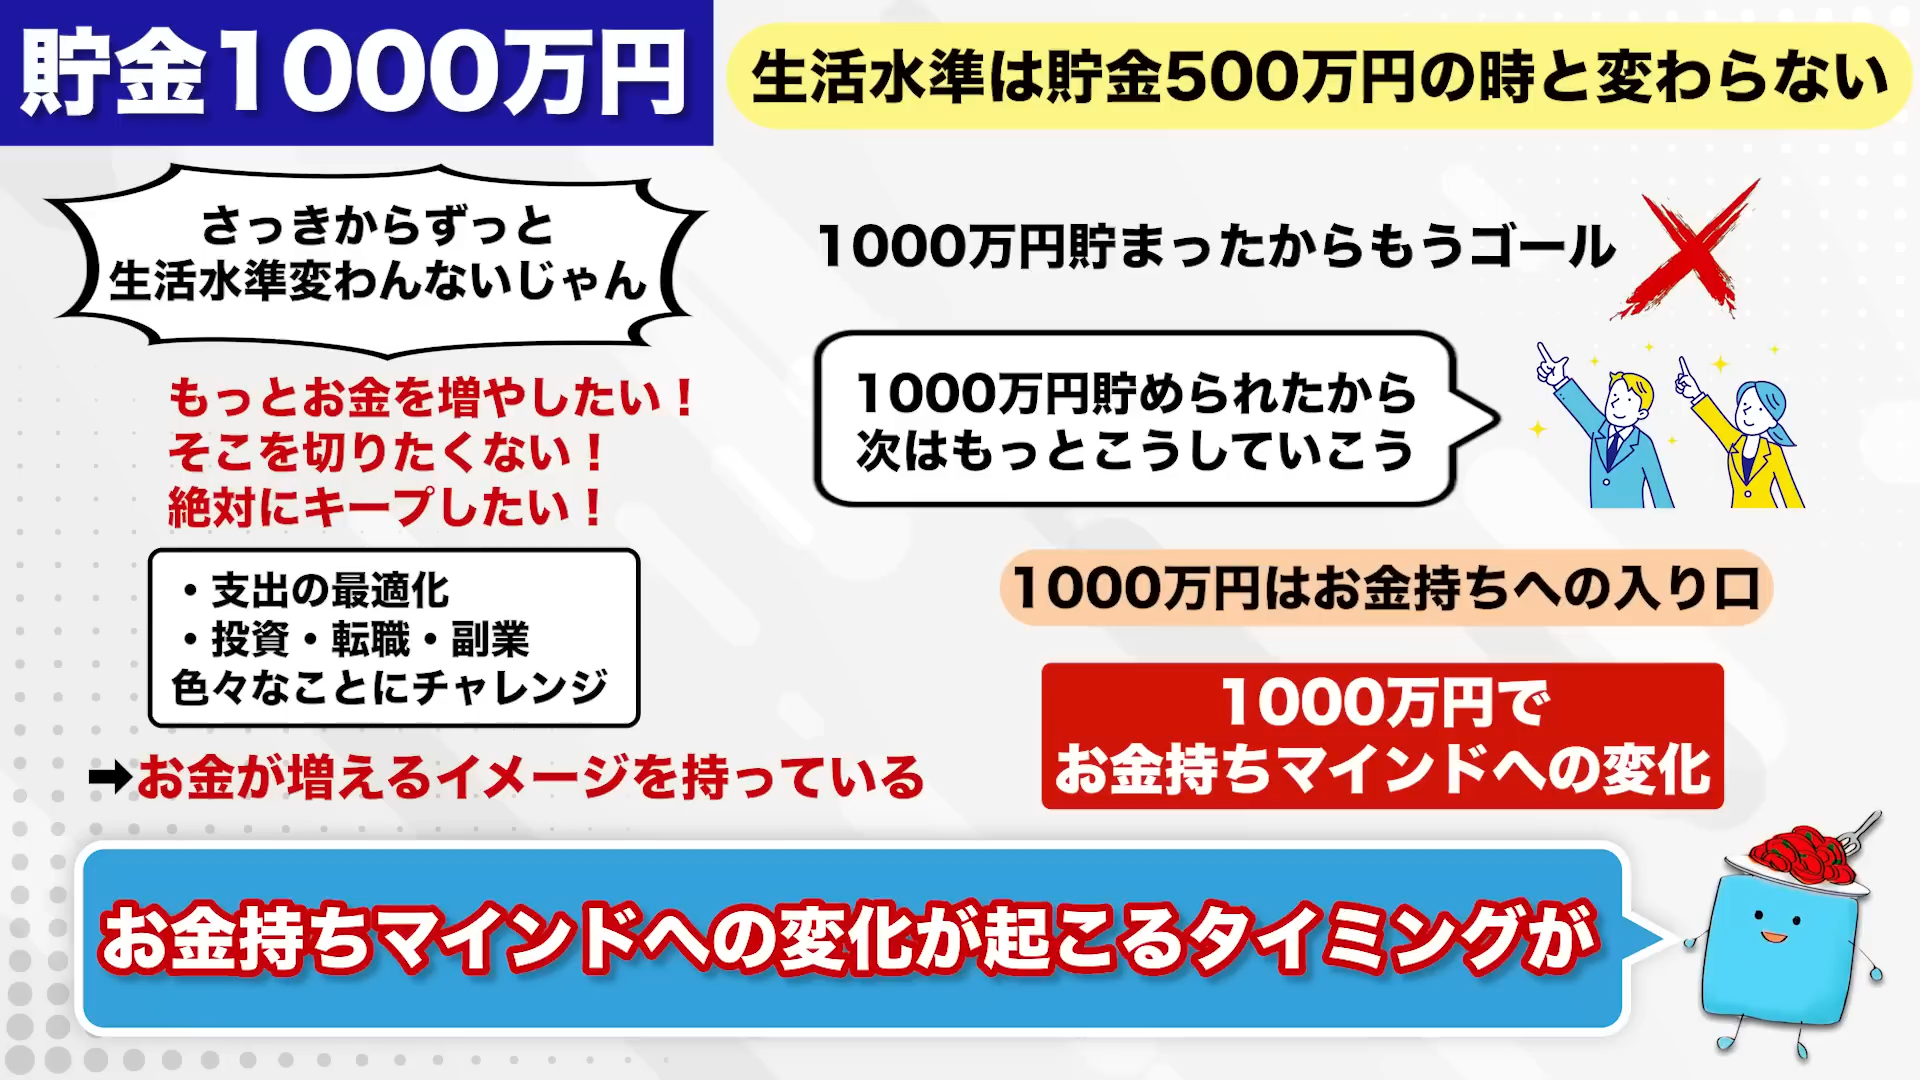 貯金1000万円
生活水準は貯金500万円の時と変わらない
さっきからずっと
生活水準変わんないじゃん
もっとお金を増やしたい！
そこを切りたくない！
絶対にキープしたい！
・支出の最適化
・投資・転職・副業
色々なことにチャレンジ
➡お金が増えるイメージを持っている
1000万円貯まったからもうゴール
1000万円貯められたから
次はもっとこうしていこう
1000万円はお金持ちへの入り口
1000万円で
お金持ちマインドへの変化
お金持ちマインドへの変化が起こるタイミングが